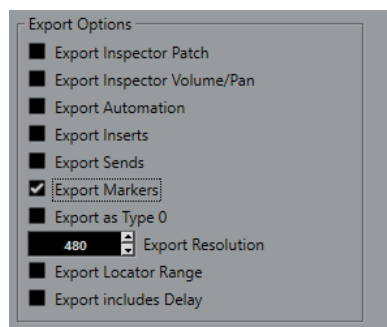 Export Options
Export Inspector Patch
Export Inspector Volume/Pan
Export Automation
Export Inserts
Export Sends
Export Markers
Export as Type 0
480 Export Resolution
Export Locator Range
Export includes Delay